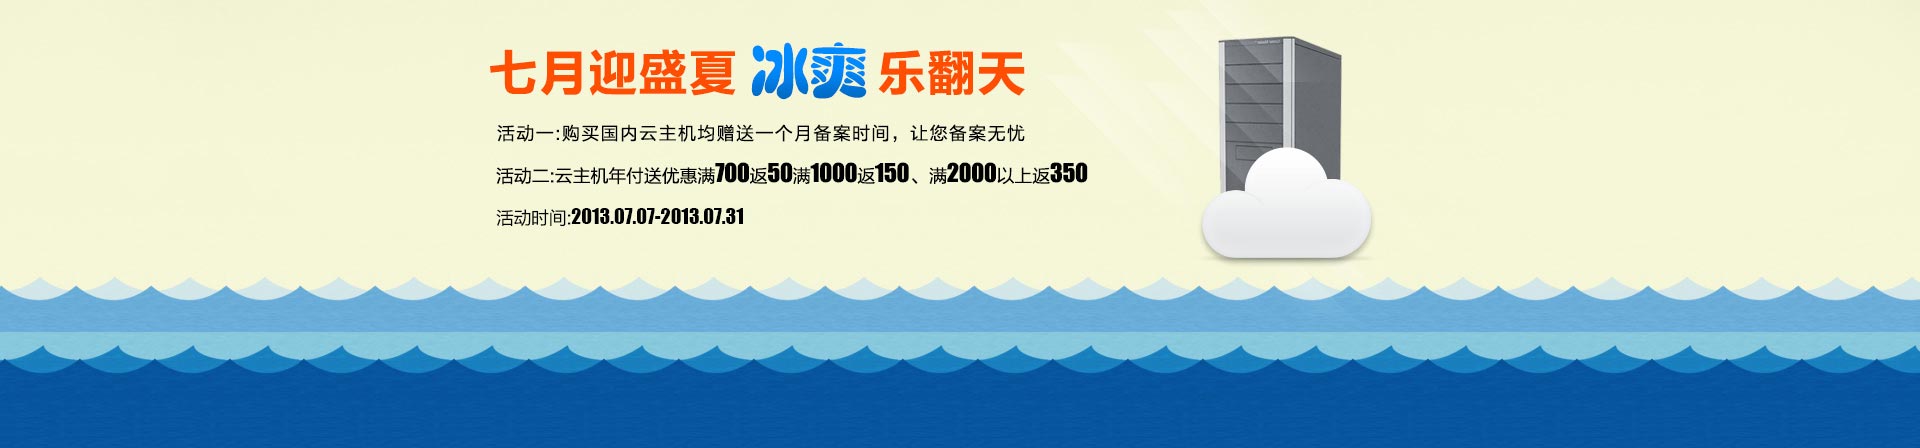 七月迎盛夏 冰爽 乐翻天
活动一:购买国内云主机均赠送一个月备案时间，让您备案无忧
活动二:云主机年付送优惠满700返50满1000返150、满2000以上返350
活动时间:2013.07.07-2013.07.31